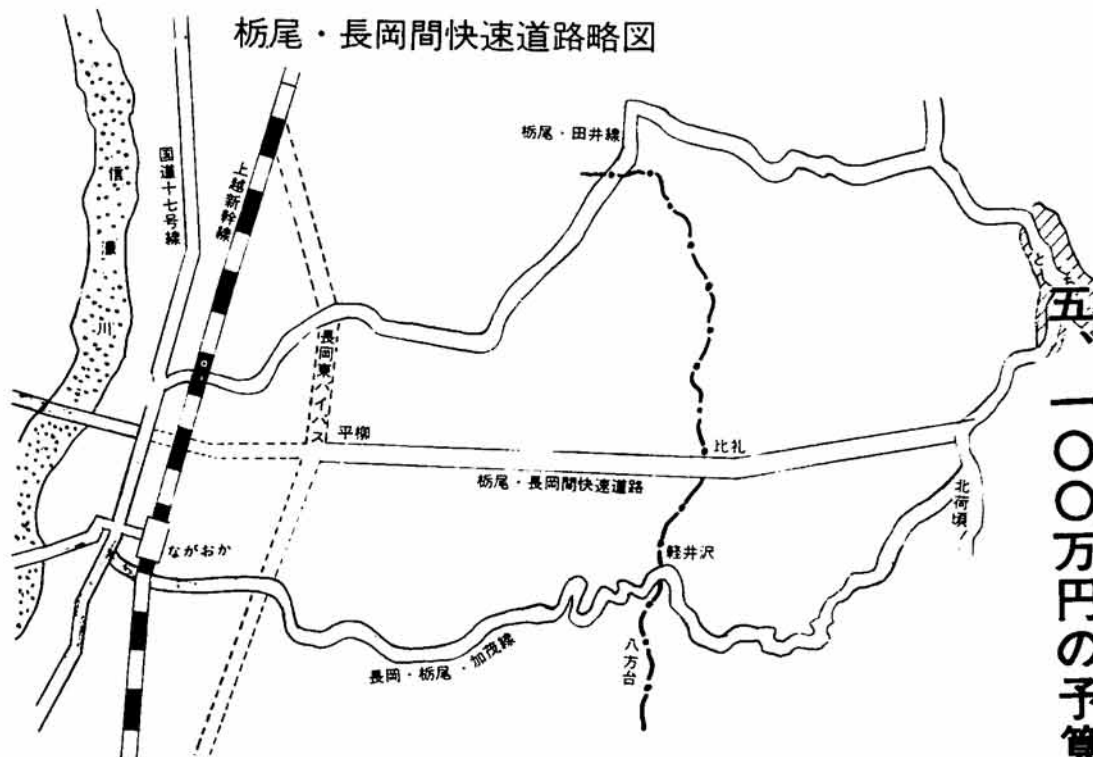 栃尾・長岡間快速道路略図
栃尾・田井線
国道十七号線
上越新幹線
信濃川
長岡東バイパス
平柳
比礼
栃尾・長岡間快速道路
北荷頃
ながおか
軽井沢
長岡・栃尾・加茂線
八方台
五、一〇〇万円の予算